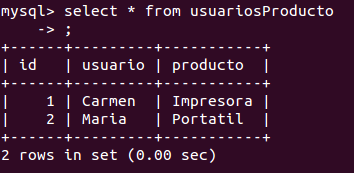 mysql> select * from usuariosProducto
    -> ;
+------+---------+-----------+
| id   | usuario | producto  |
+------+---------+-----------+
|    1 | Carmen  | Impresora |
|    2 | Maria   | Portatil  |
+------+---------+-----------+
2 rows in set (0.00 sec)